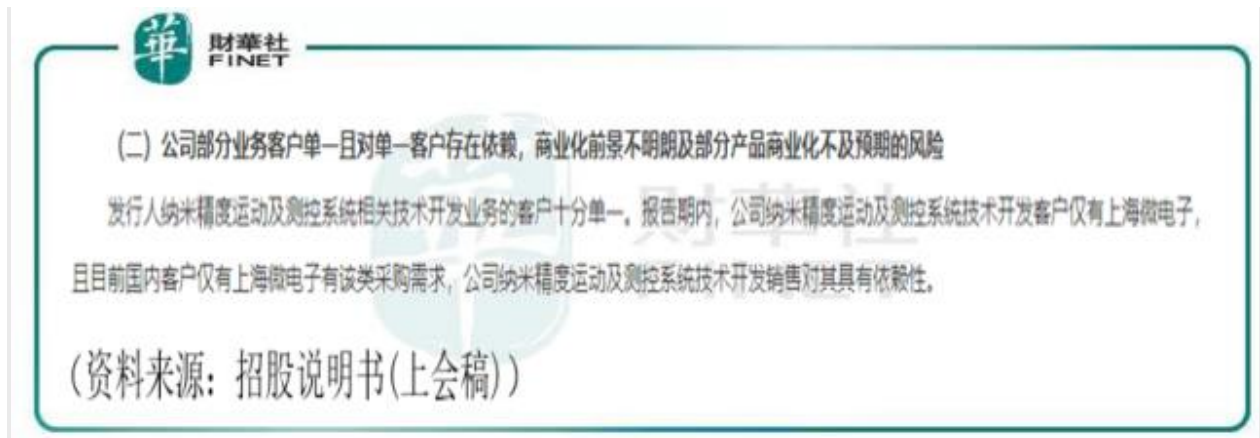 華 財華社
FINET
（二）公司部分业务客户单一且对单一客户存在依赖，商业化前景不明朗及部分产品商业化不及预期的风险
发行人纳米精度运动及测控系统相关技术开发业务的客户十分单一。报告期内，公司纳米精度运动及测控系统技术开发客户仅有上海微电子，
且目前国内客户仅有上海微电子有该类采购需求，公司纳米精度运动及测控系统技术开发销售对其具有依赖性。
（资料来源：招股说明书(上会稿)）